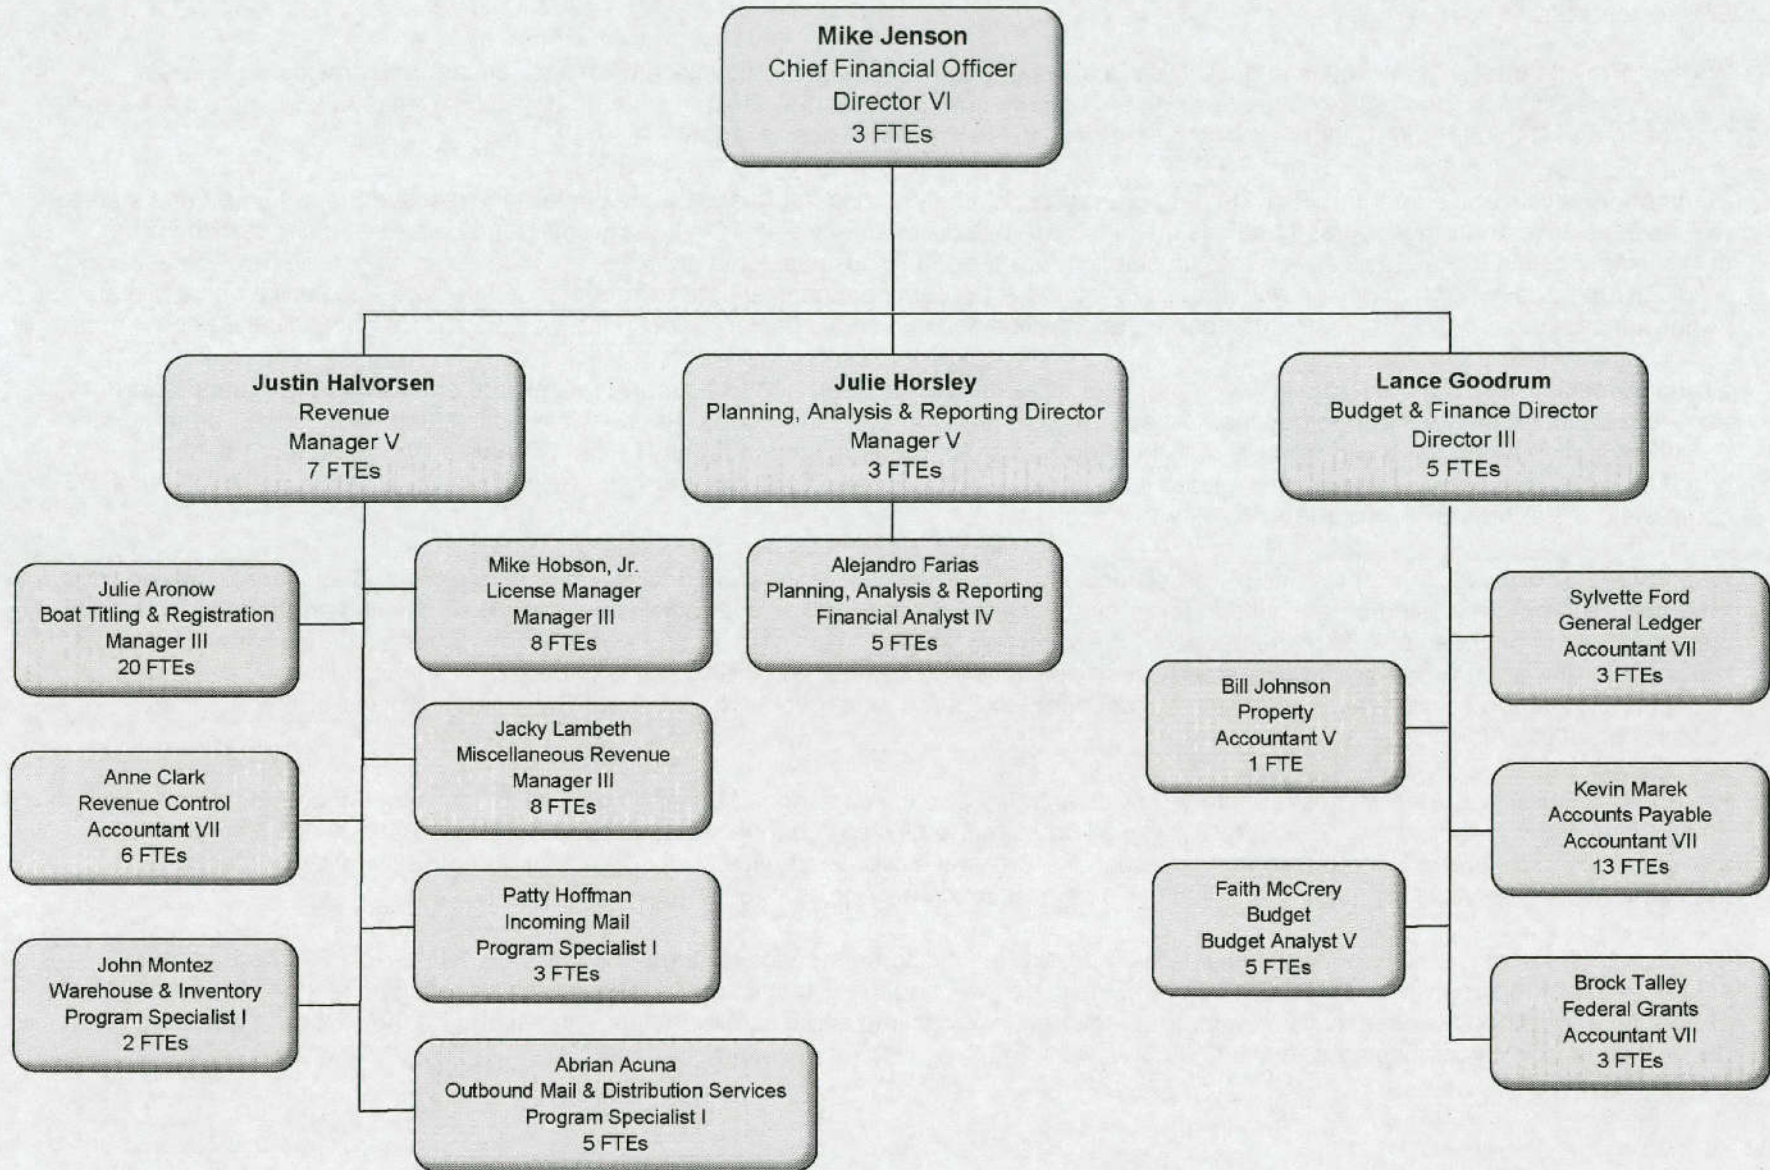 Mike Jenson
Chief Financial Officer
Director VI
3 FTEs
Justin Halvorsen
Revenue
Manager V
7 FTEs
Julie Horsley
Planning, Analysis & Reporting Director
Manager V
3 FTEs
Lance Goodrum
Budget & Finance Director
Director III
5 FTEs
Julie Aronow
Boat Titling & Registration
Manager III
20 FTEs
Mike Hobson, Jr.
License Manager
Manager III
8 FTEs
Alejandro Farias
Planning, Analysis & Reporting
Financial Analyst IV
5 FTEs
Sylvette Ford
General Ledger
Accountant VII
3 FTEs
Bill Johnson
Property
Accountant V
1 FTE
Jacky Lambeth
Miscellaneous Revenue
Manager III
8 FTEs
Anne Clark
Revenue Control
Accountant VII
6 FTEs
Kevin Marek
Accounts Payable
Accountant VII
13 FTEs
Patty Hoffman
Incoming Mail
Program Specialist I
3 FTEs
Faith McCrery
Budget
Budget Analyst V
5 FTEs
John Montez
Warehouse & Inventory
Program Specialist I
2 FTEs
Brock Talley
Federal Grants
Accountant VII
3 FTEs
Abrian Acuna
Outbound Mail & Distribution Services
Program Specialist I
5 FTEs